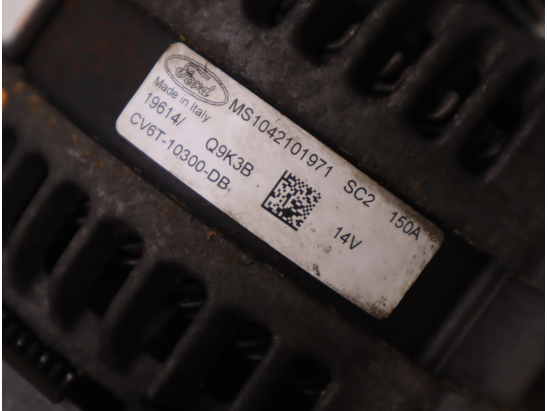 Ford
MS1042101971 SC2 150A
Made in Italy
19614/ Q9K3B 14V
CV6T-10300-DB